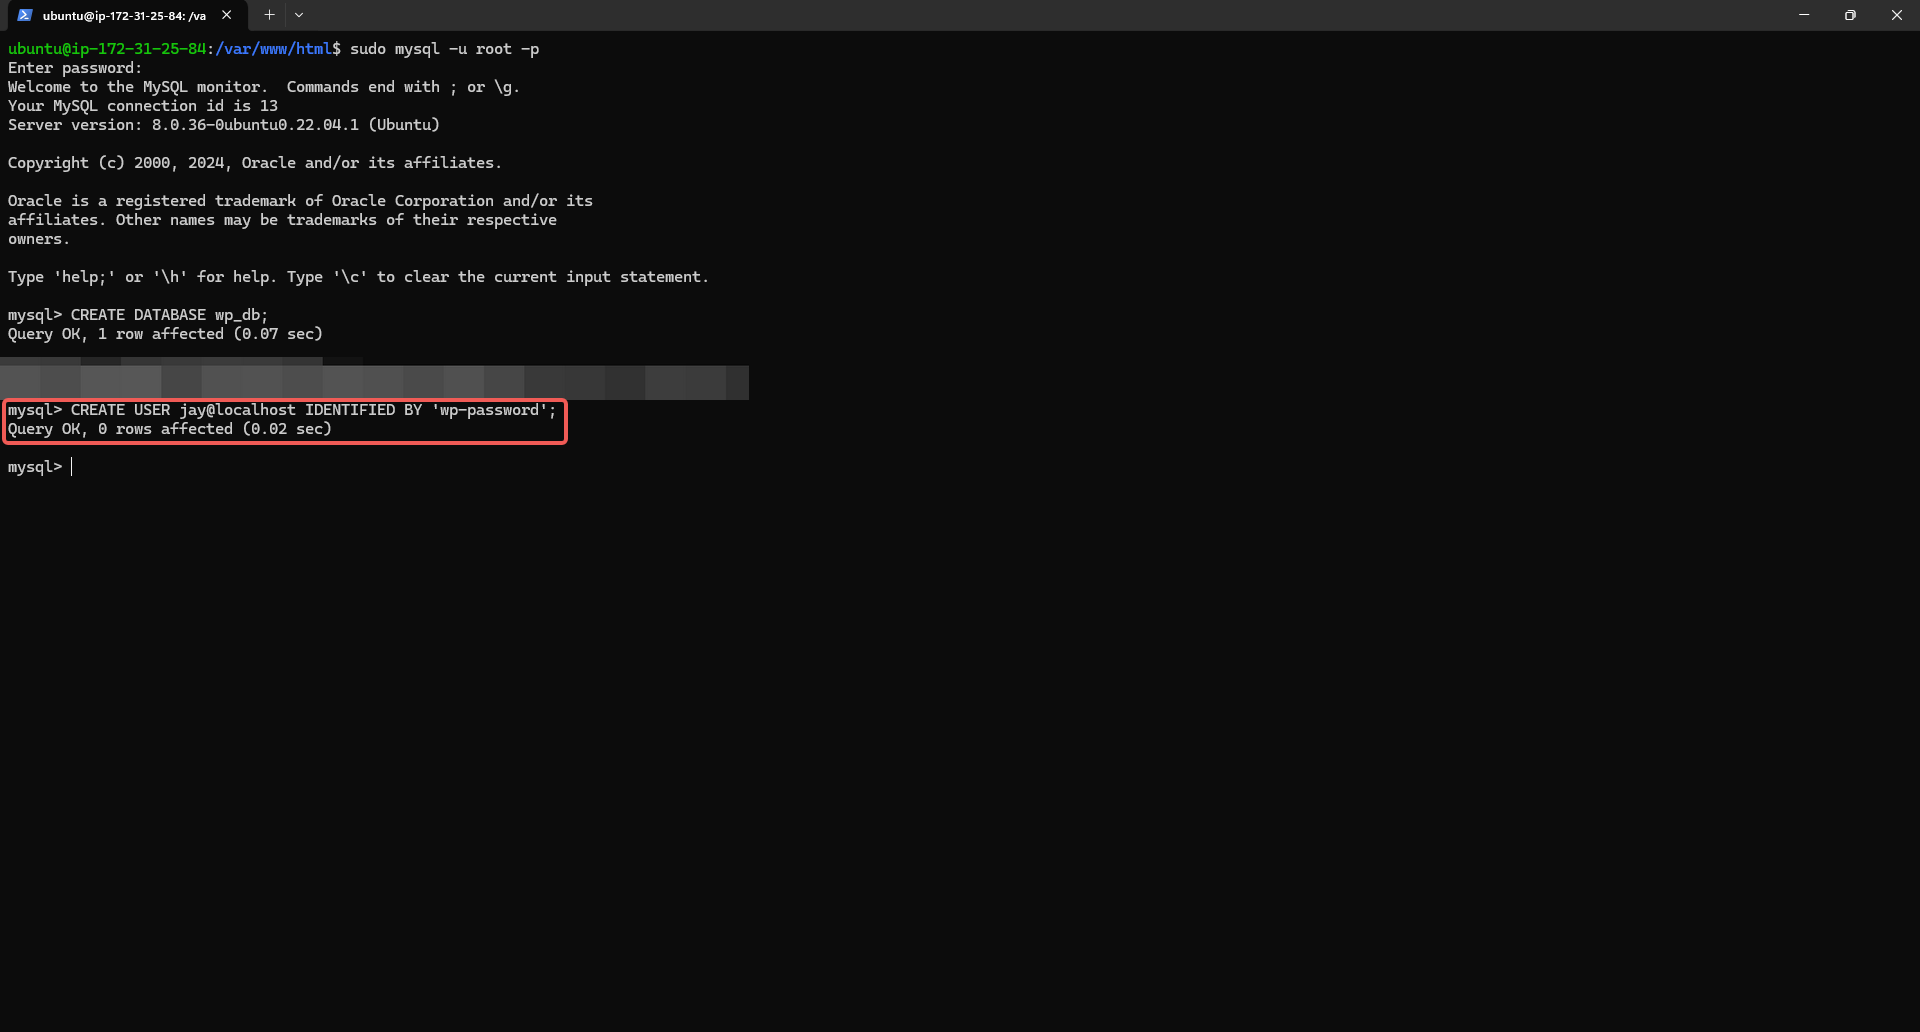 ubuntu@ip-172-31-25-84: /va
ubuntu@ip-172-31-25-84:/var/www/html$ sudo mysql -u root -p
Enter password:
Welcome to the MySQL monitor.  Commands end with ; or \g.
Your MySQL connection id is 13
Server version: 8.0.36-0ubuntu0.22.04.1 (Ubuntu)
Copyright (c) 2000, 2024, Oracle and/or its affiliates.
Oracle is a registered trademark of Oracle Corporation and/or its
affiliates. Other names may be trademarks of their respective
owners.
Type 'help;' or '\h' for help. Type '\c' to clear the current input statement.
mysql> CREATE DATABASE wp_db;
Query OK, 1 row affected (0.07 sec)
mysql> CREATE USER jay@localhost IDENTIFIED BY 'wp-password';
Query OK, 0 rows affected (0.02 sec)
mysql>